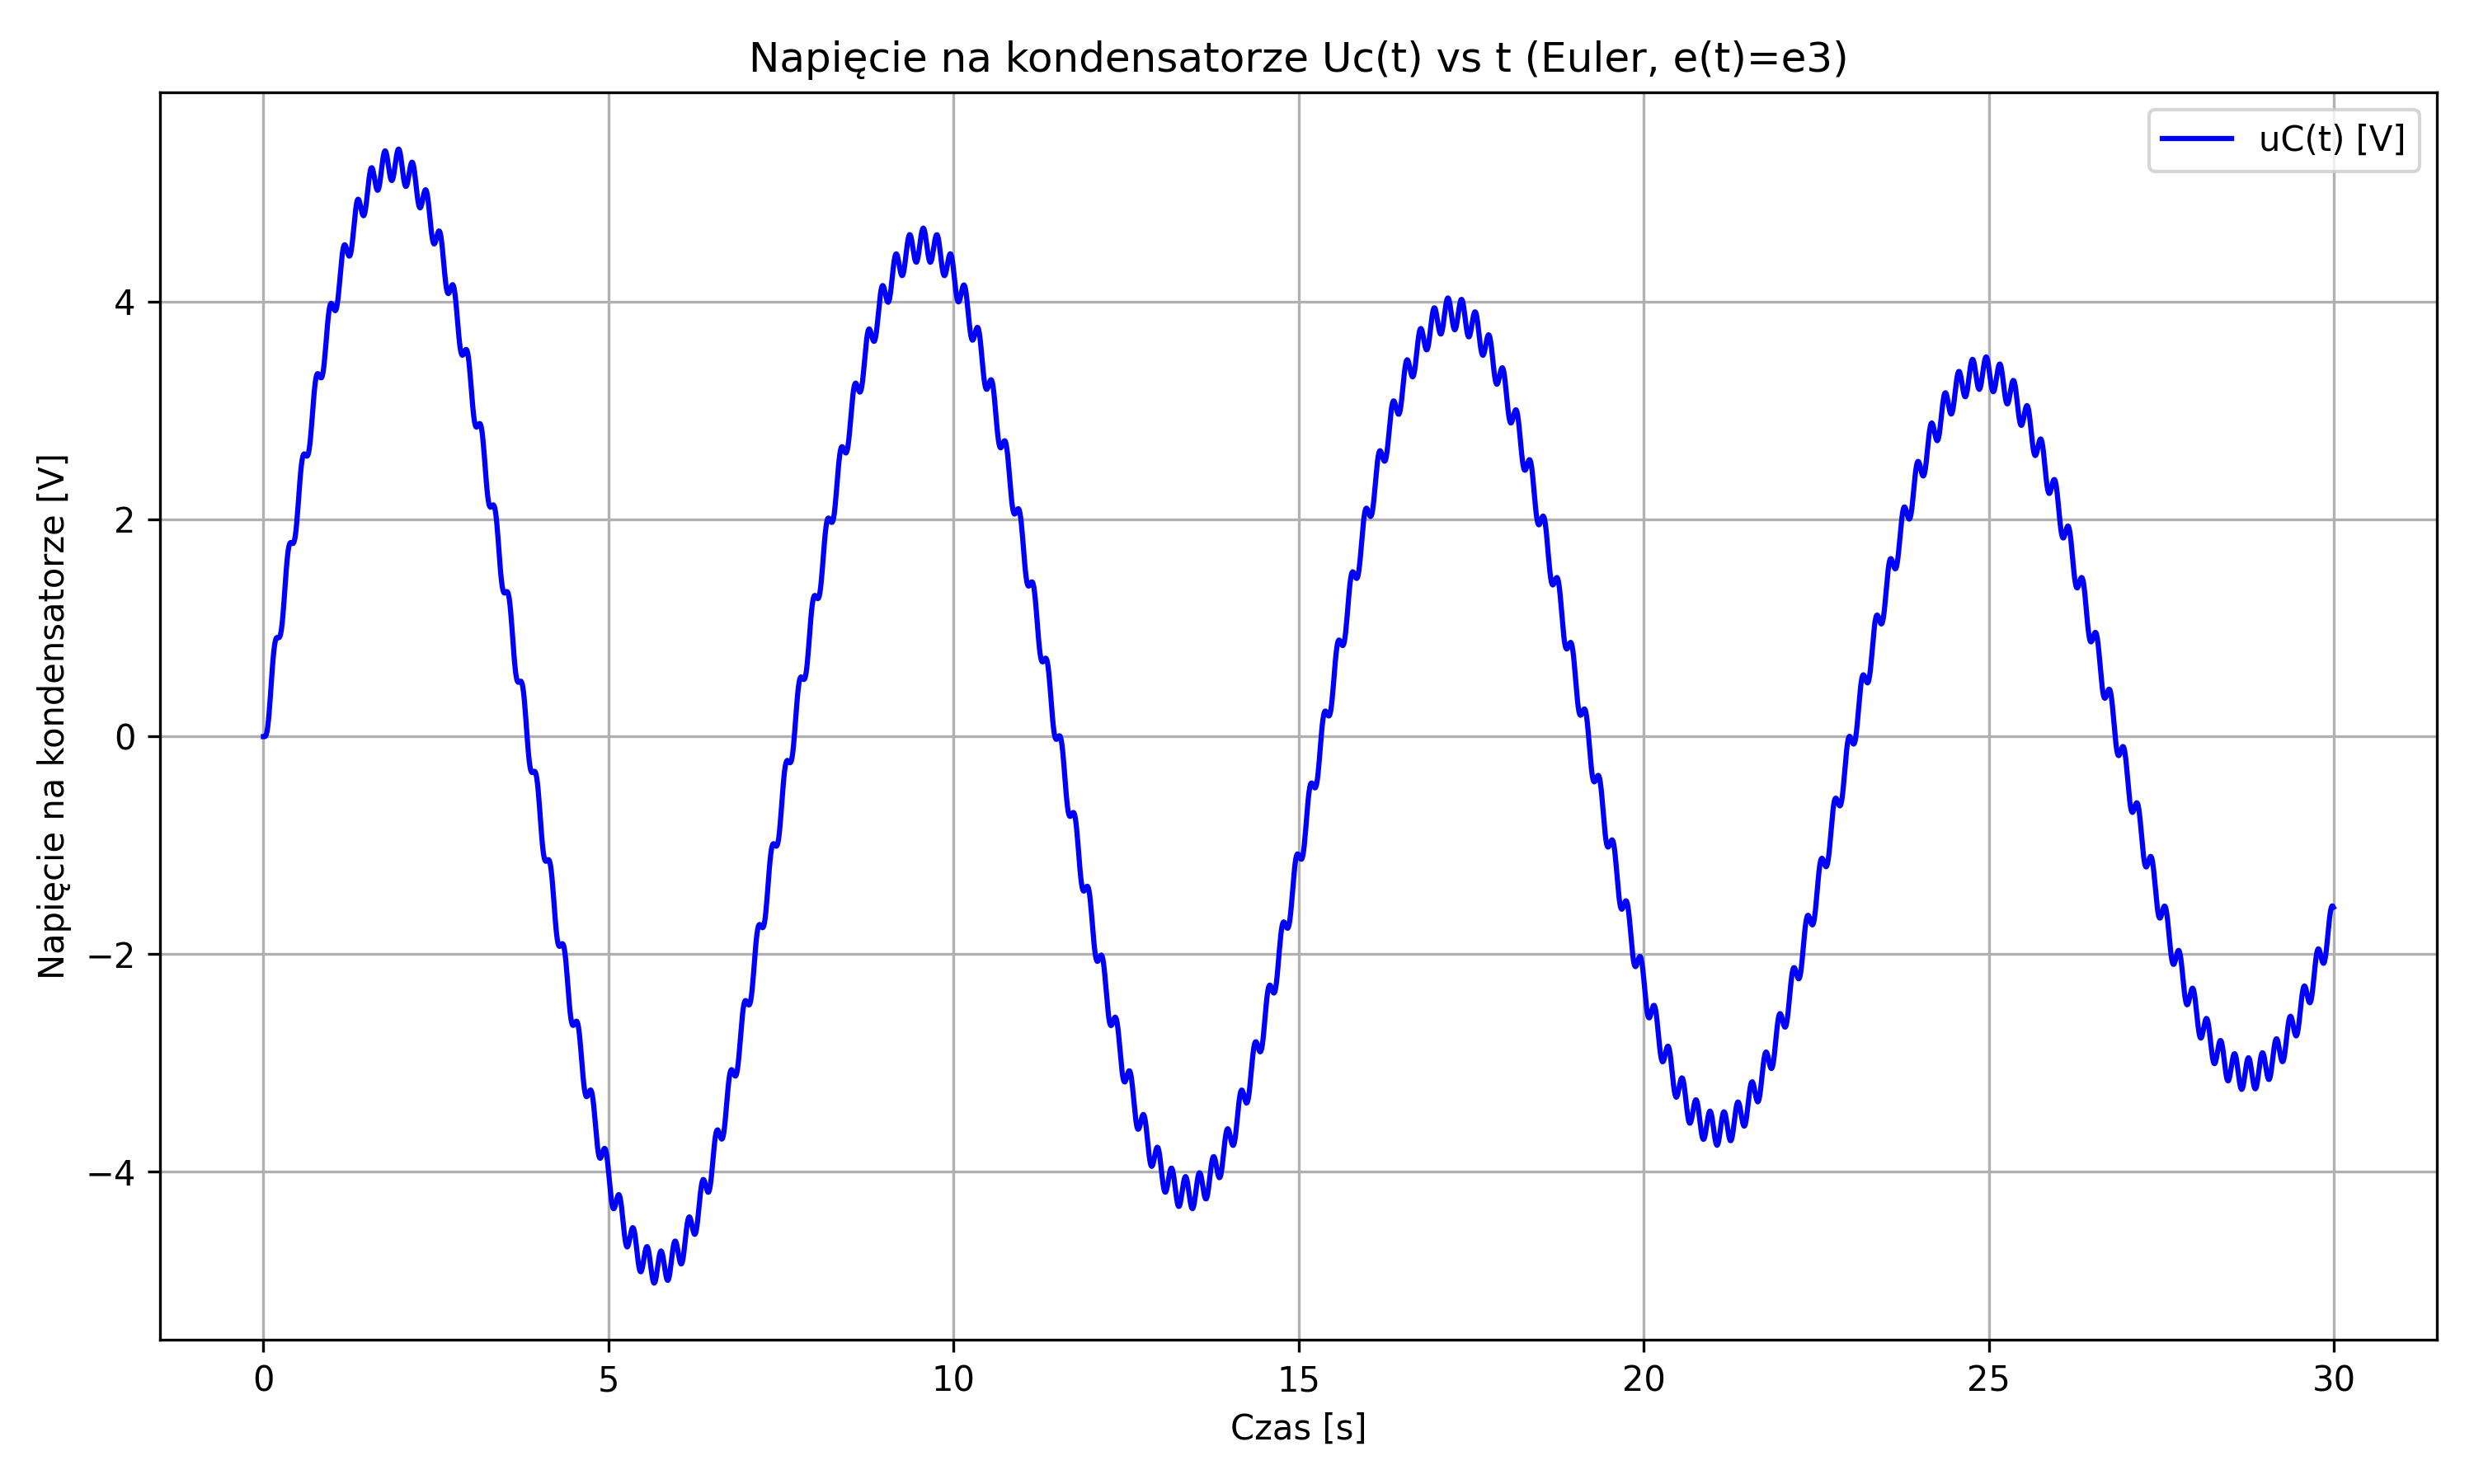 Napięcie na kondensatorze Uc(t) vs t (Euler, e(t)=e3)
uC(t) [V]
Napięcie na kondensatorze [V]
4
2
0
−2
−4
0 5 10 15 20 25 30
Czas [s]